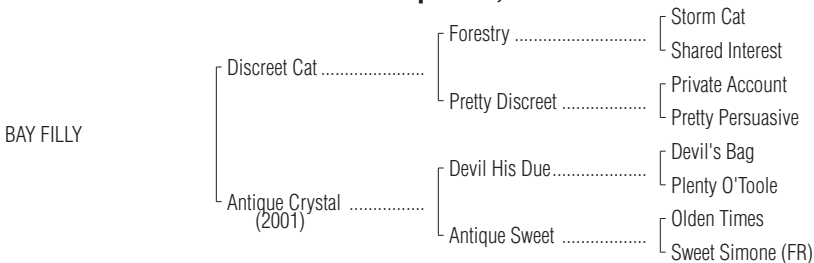 Storm Cat
Forestry ..............................
Shared Interest
Discreet Cat ......................
Private Account
Pretty Discreet ..................
Pretty Persuasive
BAY FILLY
Devil's Bag
Devil His Due....................
Plenty O'Toole
Antique Crystal ................
(2001)
Olden Times
Antique Sweet ..................
Sweet Simone (FR)